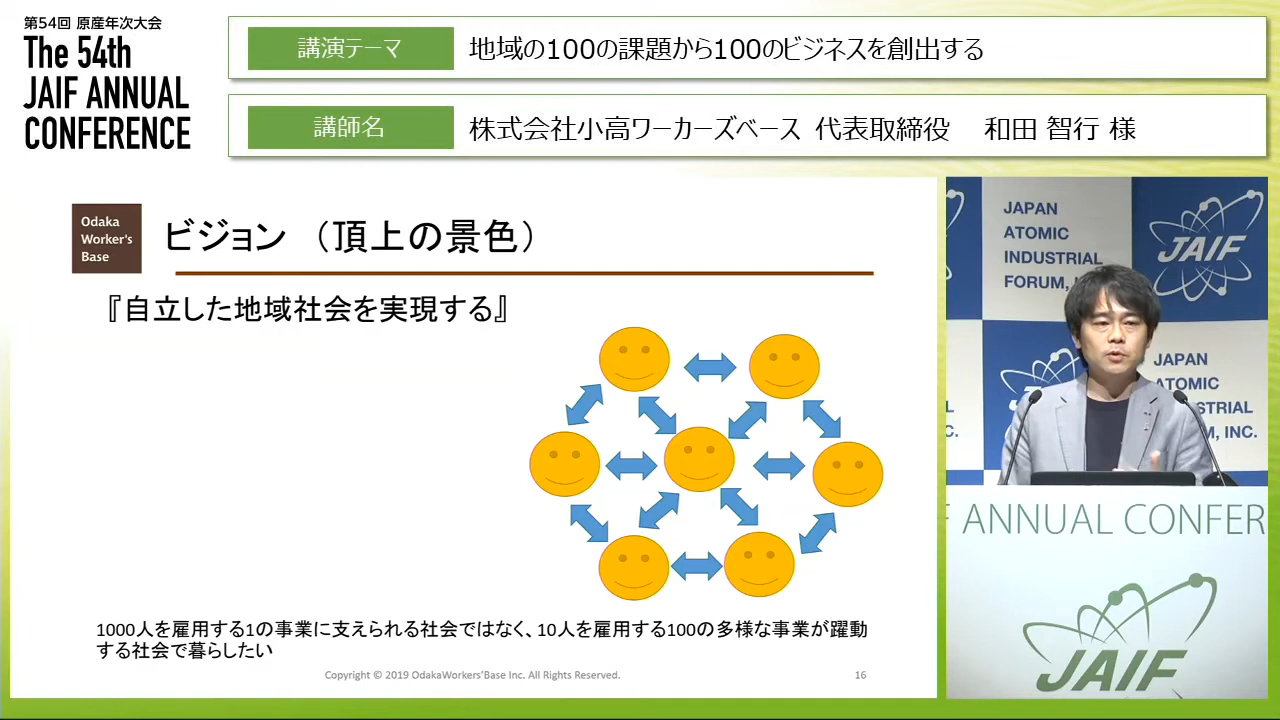 第54回 原産年次大会
The 54th
JAIF ANNUAL
CONFERENCE
講演テーマ
地域の100の課題から100のビジネスを創出する
講師名
株式会社小高ワーカーズベース 代表取締役 和田 智行 様
Odaka
Worker's
Base
ビジョン （頂上の景色）
『自立した地域社会を実現する』
1000人を雇用する1の事業に支えられる社会ではなく、10人を雇用する100の多様な事業が躍動
する社会で暮らしたい
Copyright © 2019 OdakaWorkers'Base Inc. All Rights Reserved.
16
JAPAN
ATOMIC
INDUSTRIAL
FORUM, 
JAIF
JAPAN
ATOMIC
STRIAL
M, INC.
ANNUAL CONFER
JAIF